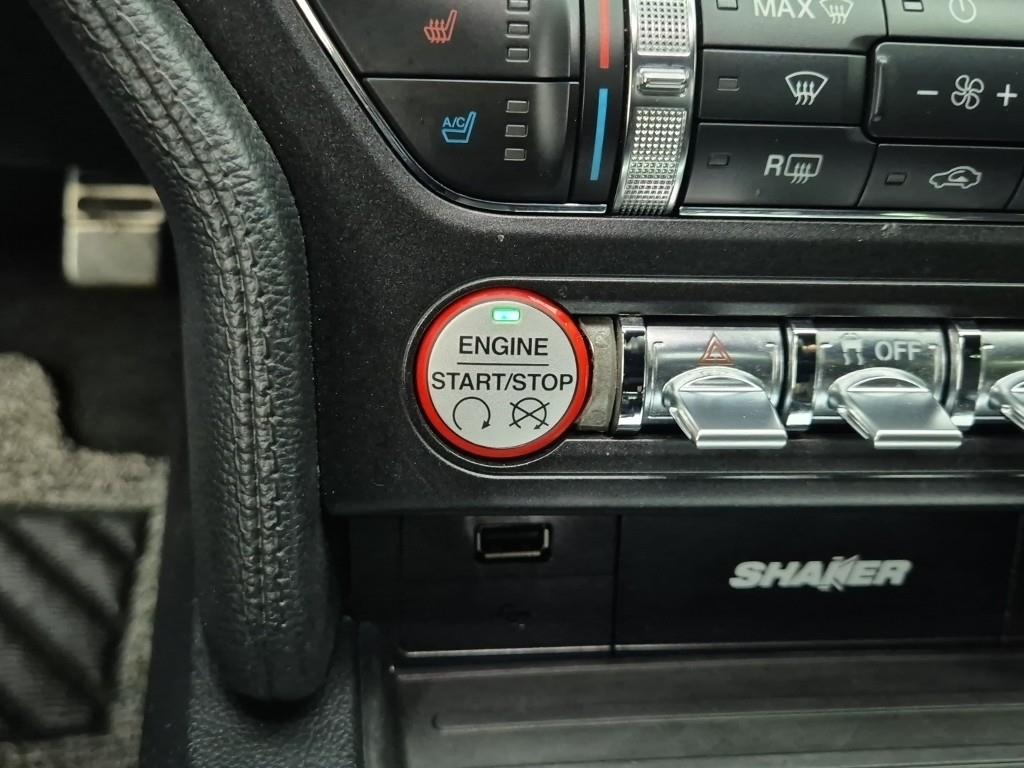 MAX
A/C
- +
R
ENGINE
START/STOP
OFF
SHAKER